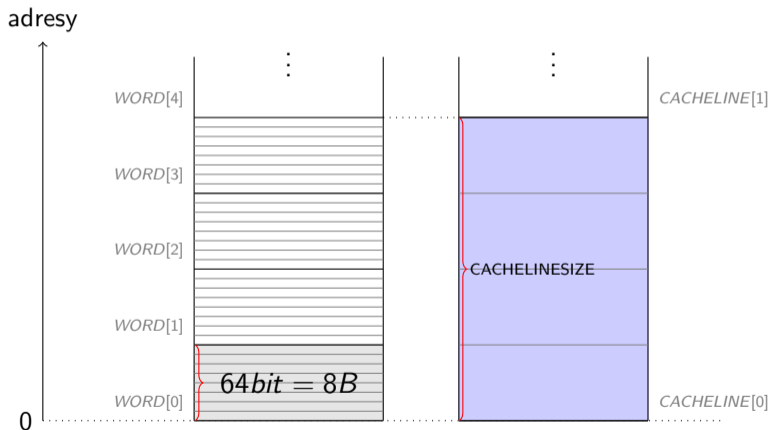 adresy
WORD[4]
CACHELINE[1]
WORD[3]
WORD[2]
CACHELINESIZE
WORD[1]
64bit = 8B
WORD[0]
CACHELINE[0]
0